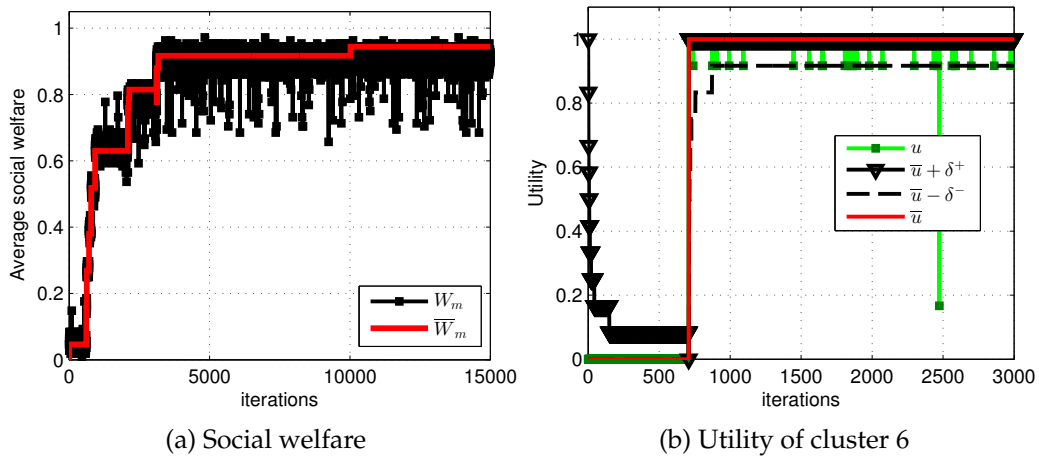 1
0.8
0.6
0.4
0.2
0
Average social welfare
0
5000
10000
15000
iterations
W_m
W̅_m
(a) Social welfare
1
0.8
0.6
0.4
0.2
0
Utility
0
500
1000
1500
2000
2500
3000
iterations
u
u̅ + δ⁺
u̅ − δ⁻
u̅
(b) Utility of cluster 6